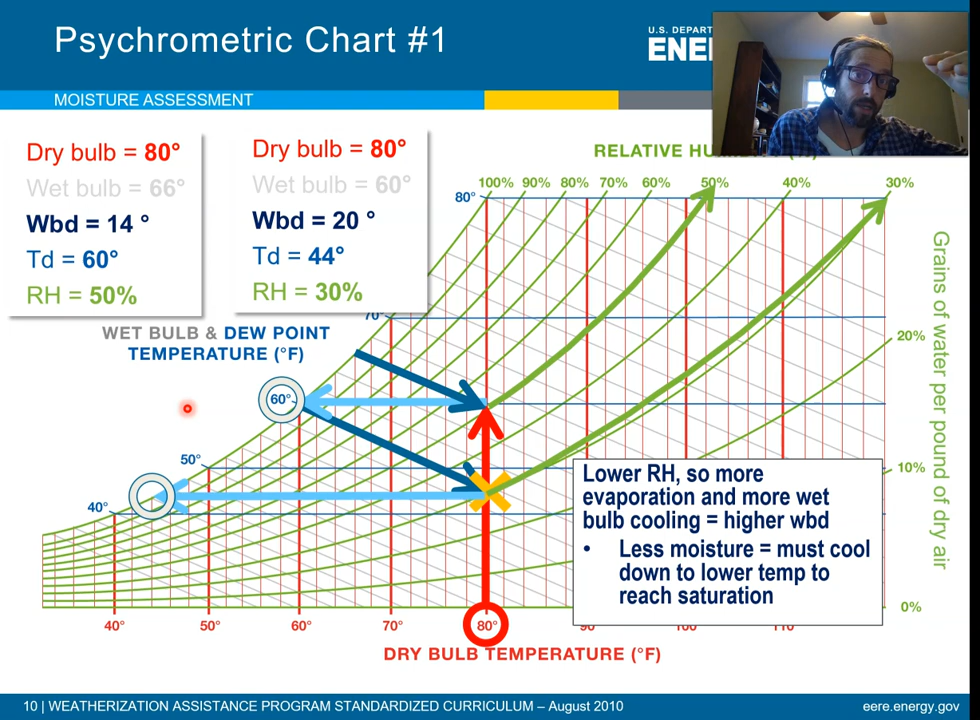 Psychrometric Chart #1
U.S. DEPART
ENE
MOISTURE ASSESSMENT
Dry bulb = 80°
Wet bulb = 66°
Wbd = 14 °
Td = 60°
RH = 50%
Dry bulb = 80°
Wet bulb = 60°
Wbd = 20 °
Td = 44°
RH = 30%
RELATIVE HU
100% 90% 80% 70% 60% 50% 40% 30%
80°
70°
60°
50°
40°
20%
10%
0%
WET BULB & DEW POINT
TEMPERATURE (°F)
Grains of water per pound of dry air
Lower RH, so more
evaporation and more wet
bulb cooling = higher wbd
• Less moisture = must cool
down to lower temp to
reach saturation
40° 50° 60° 70° 80° 90° 100° 110°
DRY BULB TEMPERATURE (°F)
10 | WEATHERIZATION ASSISTANCE PROGRAM STANDARDIZED CURRICULUM – August 2010
eere.energy.gov